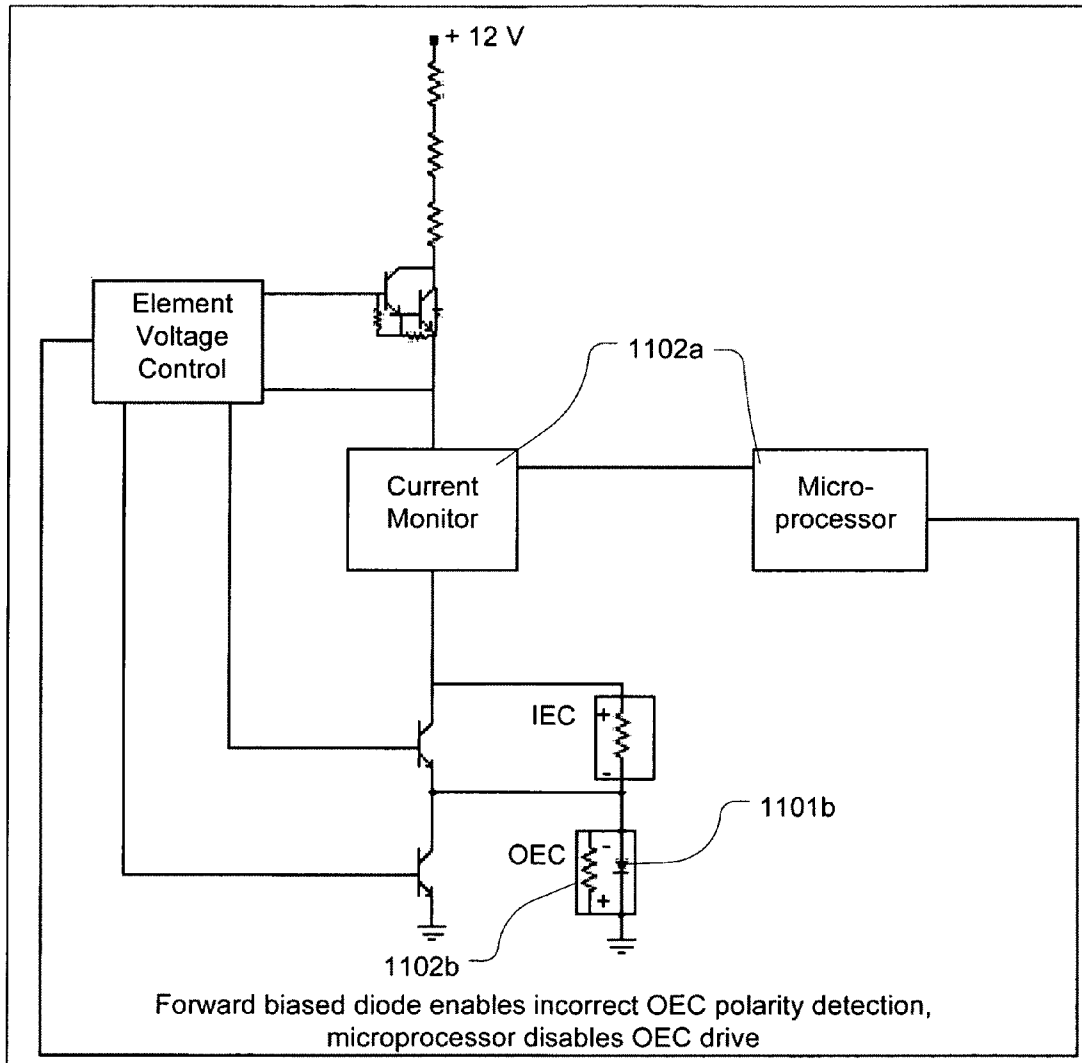 + 12 V
Element
Voltage
Control
1102a
Current
Monitor
Micro-
processor
IEC
+
-
1101b
OEC
-
+
1102b
Forward biased diode enables incorrect OEC polarity detection,
microprocessor disables OEC drive